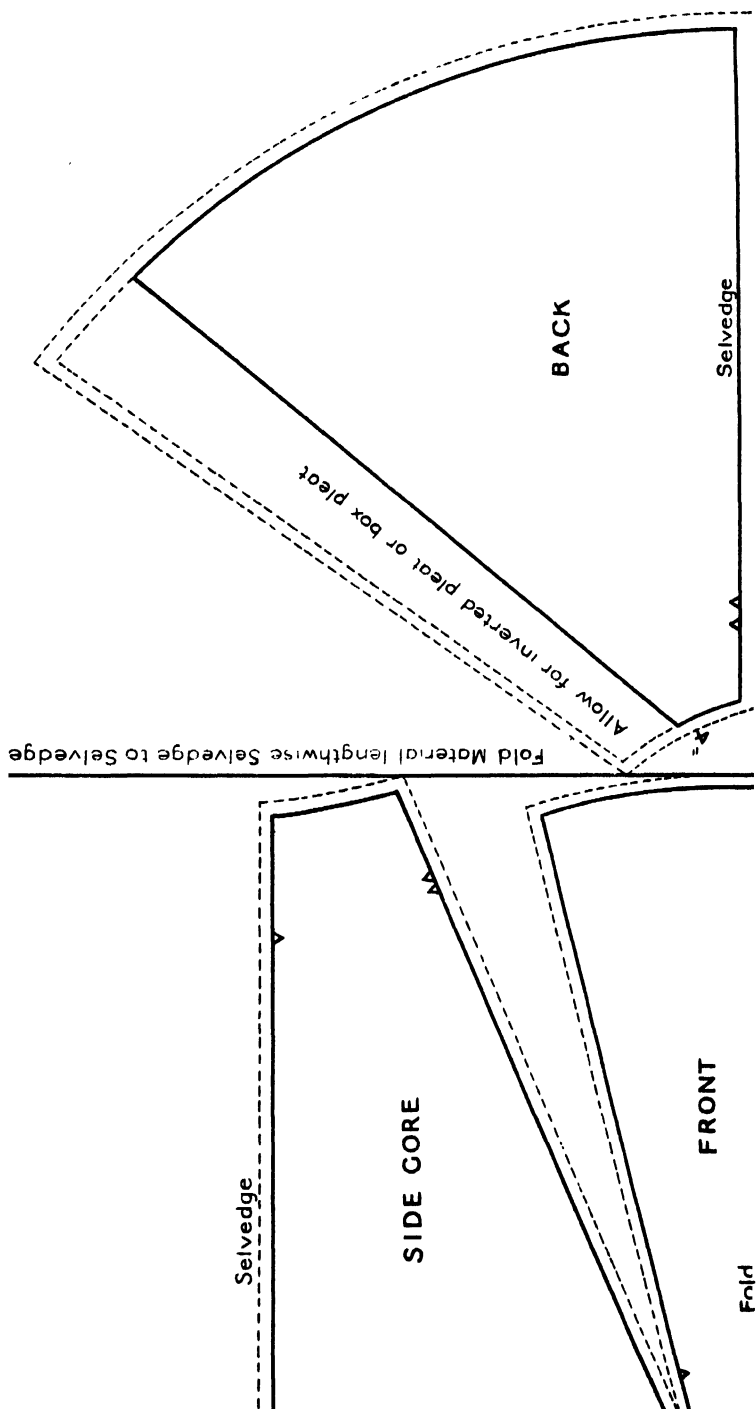 BACK
Selvedge
Allow for inverted pleat or box pleat
4"
Fold Material lengthwise Selvedge to Selvedge
Selvedge
SIDE GORE
FRONT
Fold